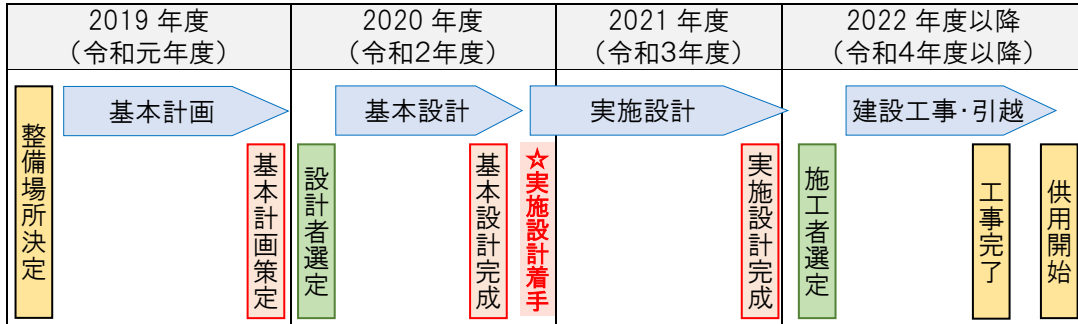 2019 年度
（令和元年度）
2020 年度
（令和2年度）
2021 年度
（令和3年度）
2022 年度以降
（令和4年度以降）
基本計画
基本設計
実施設計
建設工事・引越
整備場所決定
基本計画策定
設計者選定
基本設計完成
☆実施設計着手
実施設計完成
施工者選定
工事完了
供用開始